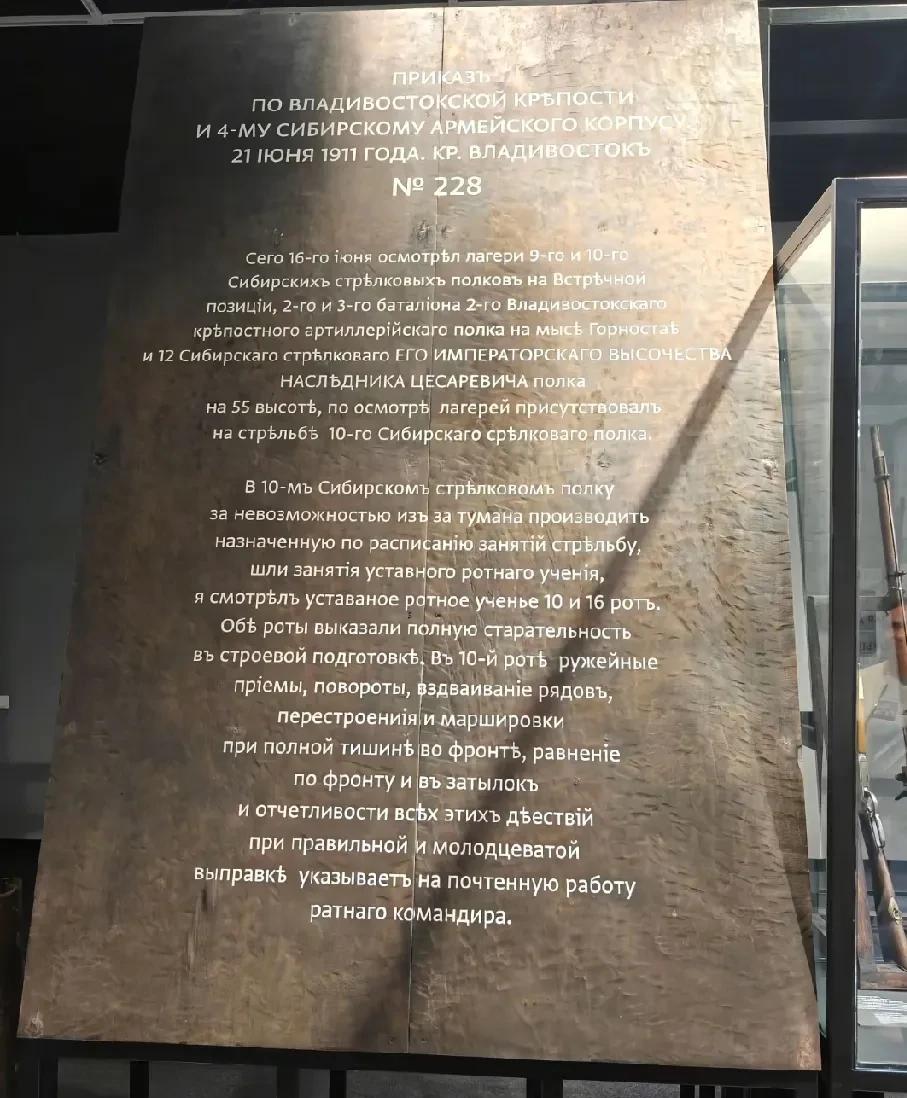 ПРИКАЗЪ
ПО ВЛАДИВОСТОКСКОЙ КРѢПОСТИ
И 4-МУ СИБИРСКОМУ АРМЕЙСКОГО КОРПУСУ
21 ІЮНЯ 1911 ГОДА. КР. ВЛАДИВОСТОКЪ
№ 228
Сего 16-го іюня осмотрѣл лагери 9-го и 10-го
Сибирскихъ стрѣлковыхъ полковъ на Встрѣчной
позиціи, 2-го и 3-го баталіона 2-го Владивостокскаго
крѣпостного артиллерійскаго полка на мысѣ Горностаѣ
и 12 Сибирскаго стрѣлковаго ЕГО ИМПЕРАТОРСКАГО ВЫСОЧЕСТВА
НАСЛѢДНИКА ЦЕСАРЕВИЧА полка
на 55 высотѣ, по осмотрѣ лагерей присутствовалъ
на стрѣльбѣ 10-го Сибирскаго срѣлковаго полка.
В 10-мъ Сибирскомъ стрѣлковомъ полку
за невозможностью изъ за тумана производить
назначенную по расписанію занятій стрѣльбу,
шли занятія уставного ротнаго ученія,
я смотрѣлъ уставаное ротное ученье 10 и 16 ротъ.
Обѣ роты выказали полную старательность
въ строевой подготовкѣ. Въ 10-й ротѣ ружейные
пріемы, повороты, вздваиваніе рядовъ,
перестроениія и маршировки
при полной тишинѣ во фронтѣ, равненіе
по фронту и въ затылокъ
и отчетливости всѣх этихъ дѣествій
при правильной и молодцеватой
выправкѣ указываетъ на почтенную работу
ратнаго командира.